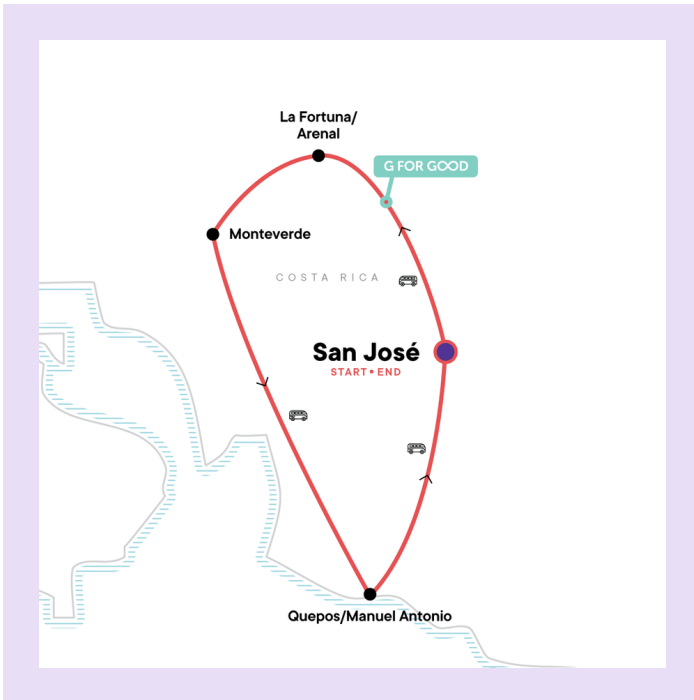 La Fortuna/
Arenal
G FOR GOOD
Monteverde
COSTA RICA
San José
START • END
Quepos/Manuel Antonio